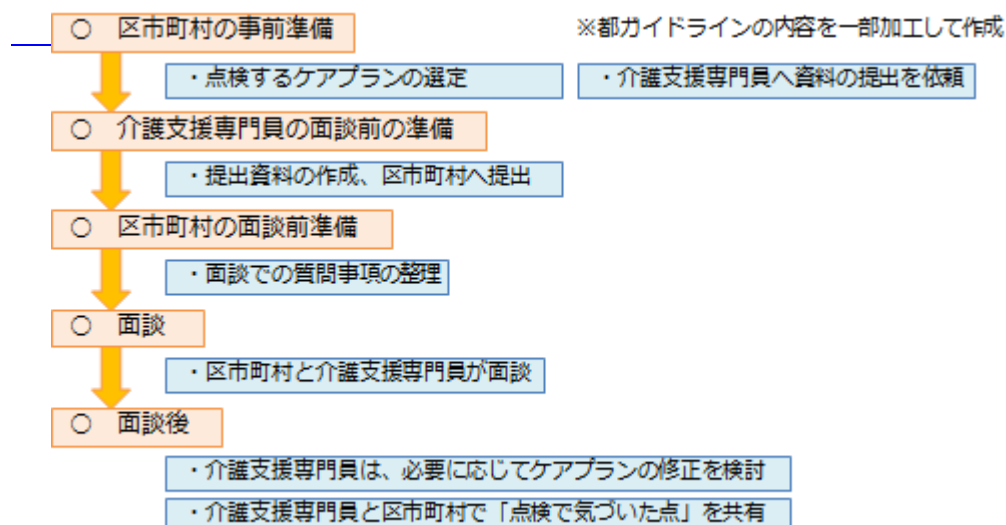 ○ 区市町村の事前準備
※都ガイドラインの内容を一部加工して作成
・点検するケアプランの選定
・介護支援専門員へ資料の提出を依頼
○ 介護支援専門員の面談前の準備
・提出資料の作成、区市町村へ提出
○ 区市町村の面談前準備
・面談での質問事項の整理
○ 面談
・区市町村と介護支援専門員が面談
○ 面談後
・介護支援専門員は、必要に応じてケアプランの修正を検討
・介護支援専門員と区市町村で「点検で気づいた点」を共有